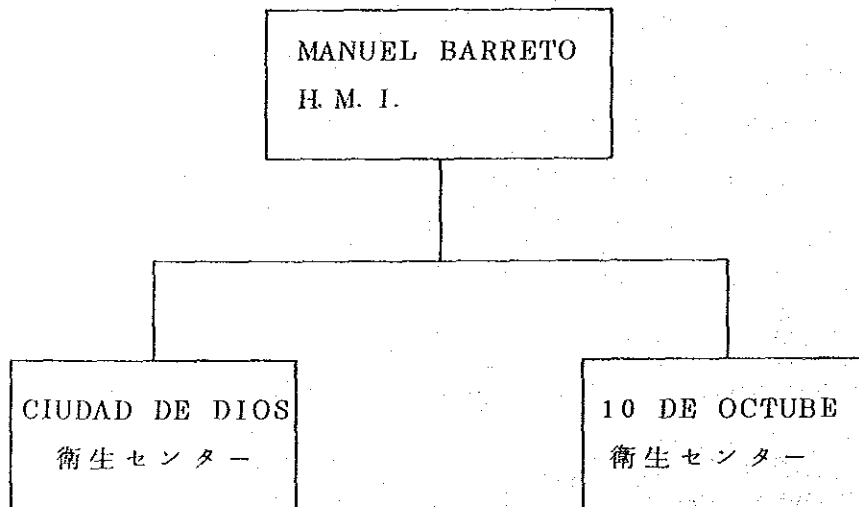 MANUEL BARRETO
H. M. I.
CIUDAD DE DIOS
衛生センター
10 DE OCTUBE
衛生センター